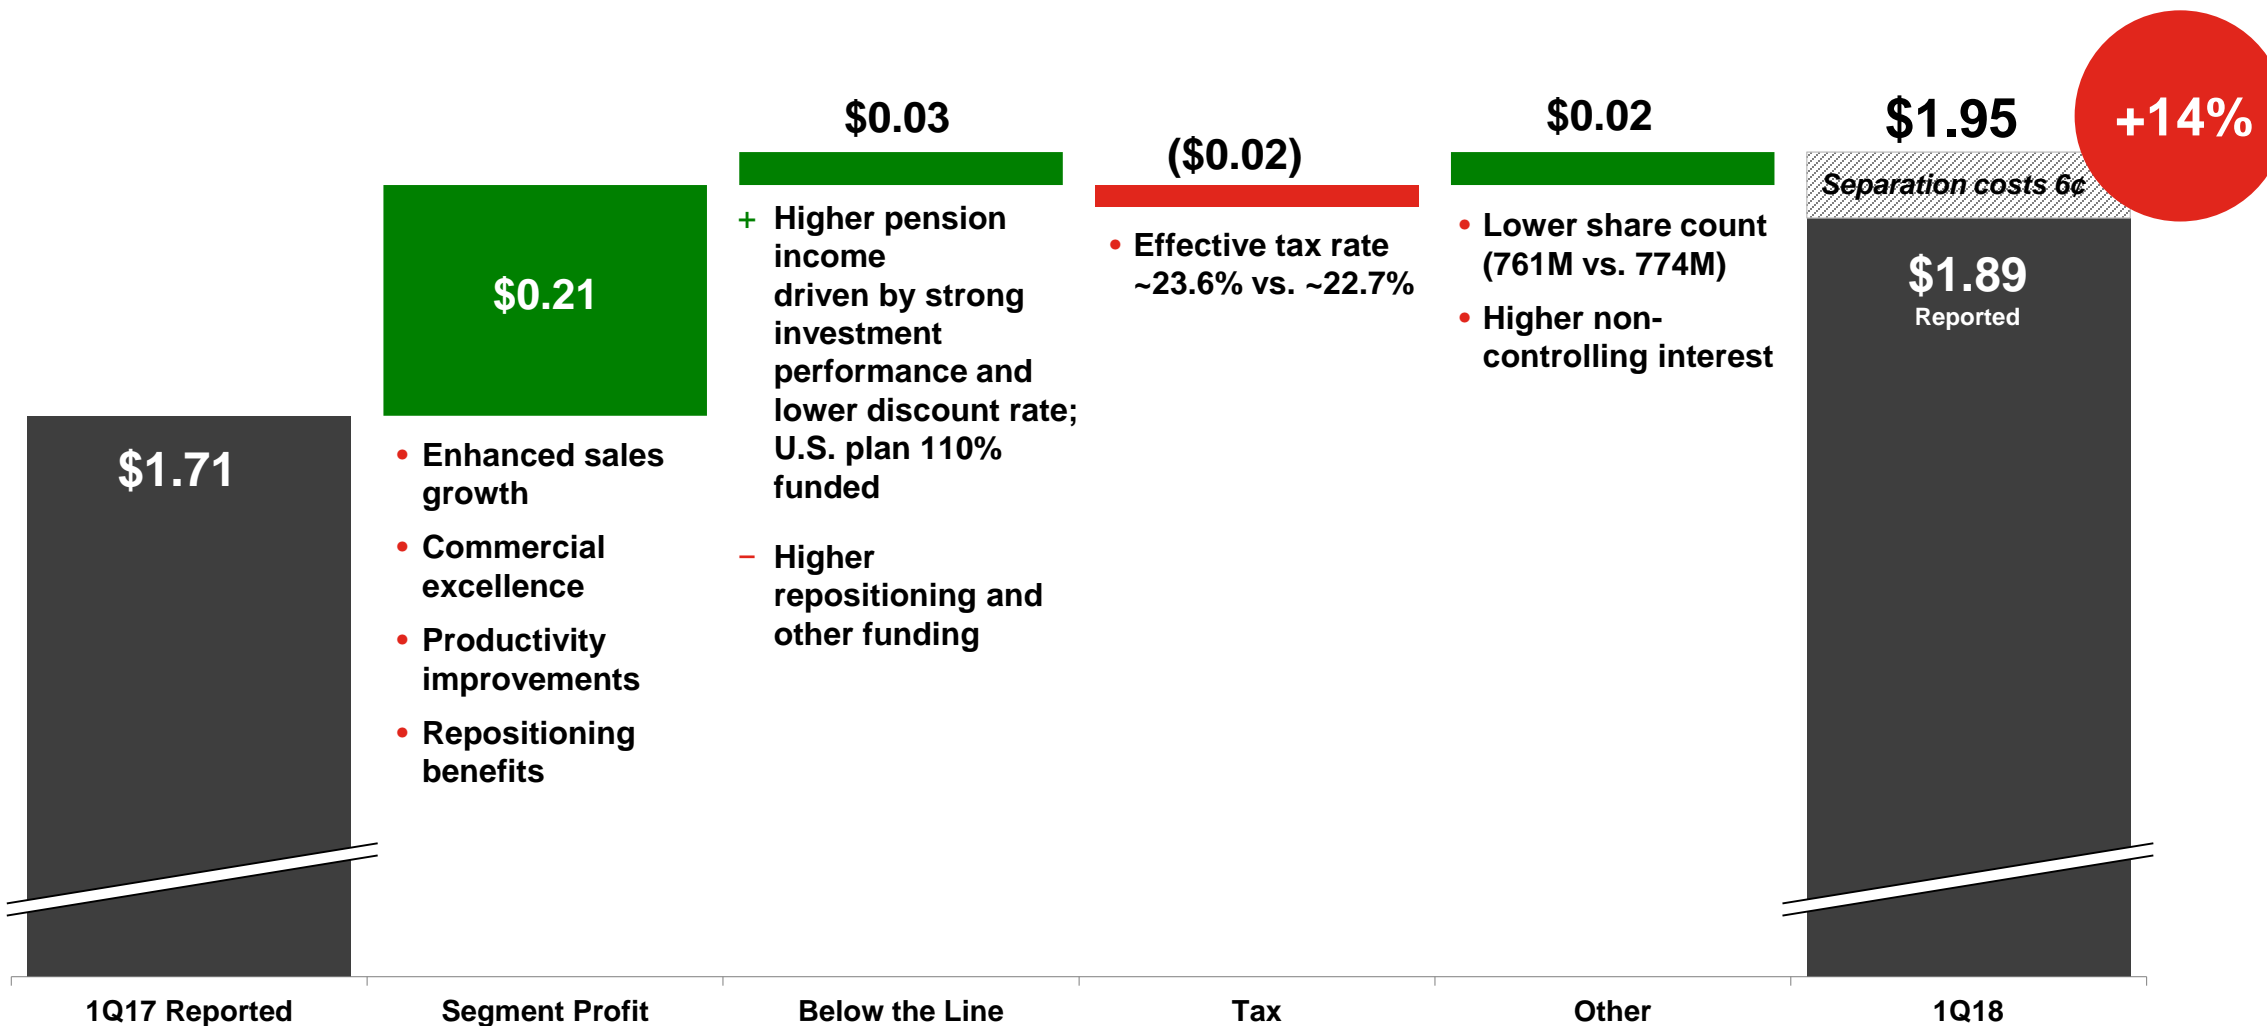 $1.71
$0.21
• Enhanced sales
growth
• Commercial
excellence
• Productivity
improvements
• Repositioning
benefits
$0.03
+ Higher pension
income
driven by strong
investment
performance and
lower discount rate;
U.S. plan 110%
funded
– Higher
repositioning and
other funding
($0.02)
• Effective tax rate
~23.6% vs. ~22.7%
$0.02
• Lower share count
(761M vs. 774M)
• Higher non-
controlling interest
$1.95
+14%
Separation costs 6¢
$1.89
Reported
1Q17 Reported
Segment Profit
Below the Line
Tax
Other
1Q18